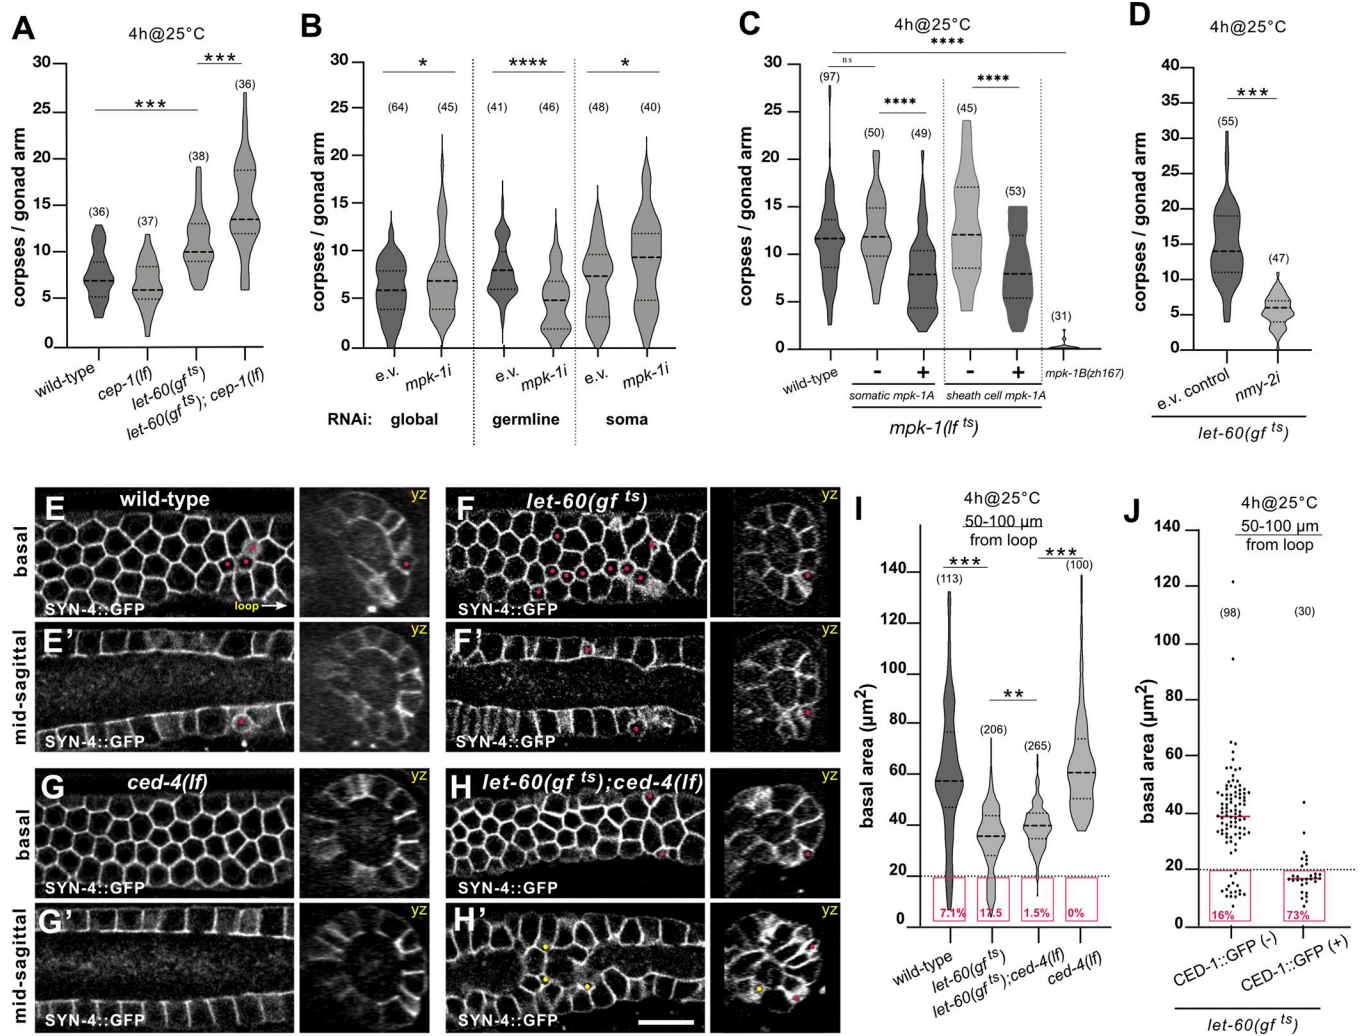 A
4h@25°C
***
***
(36)
(37)
(38)
(36)
corpses / gonad arm
30
25
20
15
10
5
0
wild-type
cep-1(lf)
let-60(gf ts)
let-60(gf ts); cep-1(lf)
B
*
****
*
(64)
(45)
(41)
(46)
(48)
(40)
corpses / gonad arm
30
25
20
15
10
5
0
e.v.
mpk-1i
e.v.
mpk-1i
e.v.
mpk-1i
RNAi:
global
germline
soma
C
4h@25°C
****
ns
****
****
(97)
(50)
(49)
(45)
(53)
(31)
corpses / gonad arm
30
25
20
15
10
5
0
wild-type
-
+
-
+
mpk-1B(zh167)
somatic mpk-1A
sheath cell mpk-1A
mpk-1(lf ts)
D
4h@25°C
***
(55)
(47)
corpses / gonad arm
40
35
30
25
20
15
10
5
0
e.v. control
nmy-2i
let-60(gf ts)
E
wild-type
yz
basal
SYN-4::GFP
loop
E'
yz
mid-sagittal
SYN-4::GFP
F
let-60(gf ts)
yz
SYN-4::GFP
F'
yz
SYN-4::GFP
G
ced-4(lf)
yz
basal
SYN-4::GFP
G'
yz
mid-sagittal
SYN-4::GFP
H
let-60(gf ts);ced-4(lf)
yz
SYN-4::GFP
H'
yz
SYN-4::GFP
I
4h@25°C
50-100 µm
from loop
***
***
**
(113)
(206)
(265)
(100)
basal area (µm2)
140
120
100
80
60
40
20
0
7.1%
17.5
1.5%
0%
wild-type
let-60(gf ts)
let-60(gf ts);ced-4(lf)
ced-4(lf)
J
4h@25°C
50-100 µm
from loop
(98)
(30)
basal area (µm2)
140
120
100
80
60
40
20
0
16%
73%
CED-1::GFP (-)
CED-1::GFP (+)
let-60(gf ts)